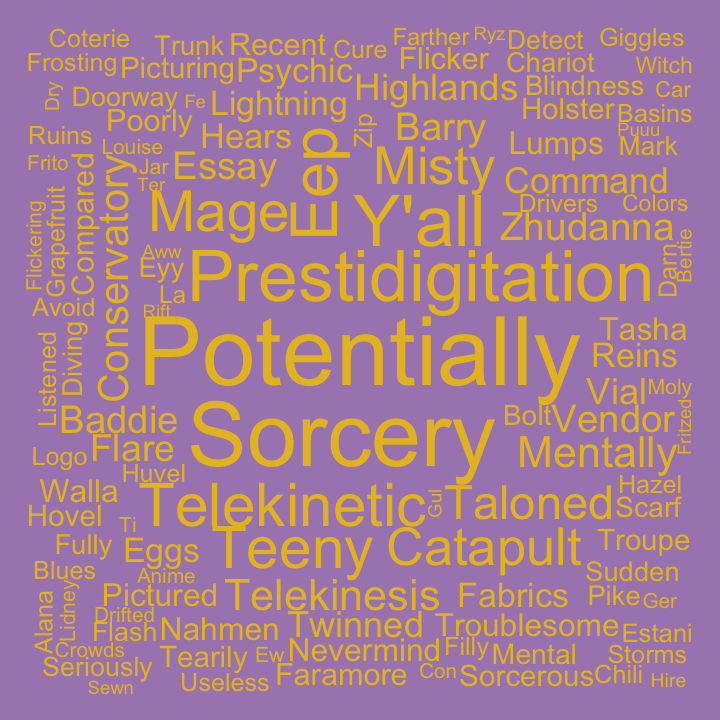 Coterie
Trunk
Recent
Cure
Farther
Ryz
Detect
Giggles
Frosting
Picturing
Psychic
Flicker
Chariot
Witch
Dry
Doorway
Fe
Lightning
Highlands
Blindness
Car
Poorly
Holster
Basins
Ruins
Louise
Hears
Zip
Barry
Lumps
Puuu
Mark
Frito
Compared
Conservatory
Jar
Ter
Essay
Eep
Misty
Command
Flickering
Grapefruit
Mage
Y'all
Drivers
Colors
Zhudanna
Aww
Eyy
Prestidigitation
Darn
Bertie
La
Avoid
Riff
Potentially
Tasha
Listened
Diving
Reins
Vial
Moly
Baddie
Sorcery
Bolt
Vendor
Fritzed
Logo
Flare
Mentally
Huvel
Walla
Telekinetic
Gul
Taloned
Hazel
Scarf
Hovel
Ti
Fully
Eggs
Teeny
Catapult
Troupe
Blues
Anime
Sudden
Alana
Lidney
Pictured
Telekinesis
Fabrics
Pike
Ger
Drifted
Flash
Nahmen
Twinned
Troublesome
Estani
Crowds
Tearily
Ew
Nevermind
Filly
Mental
Storms
Seriously
Sewn
Useless
Faramore
Con
Sorcerous
Chili
Hire